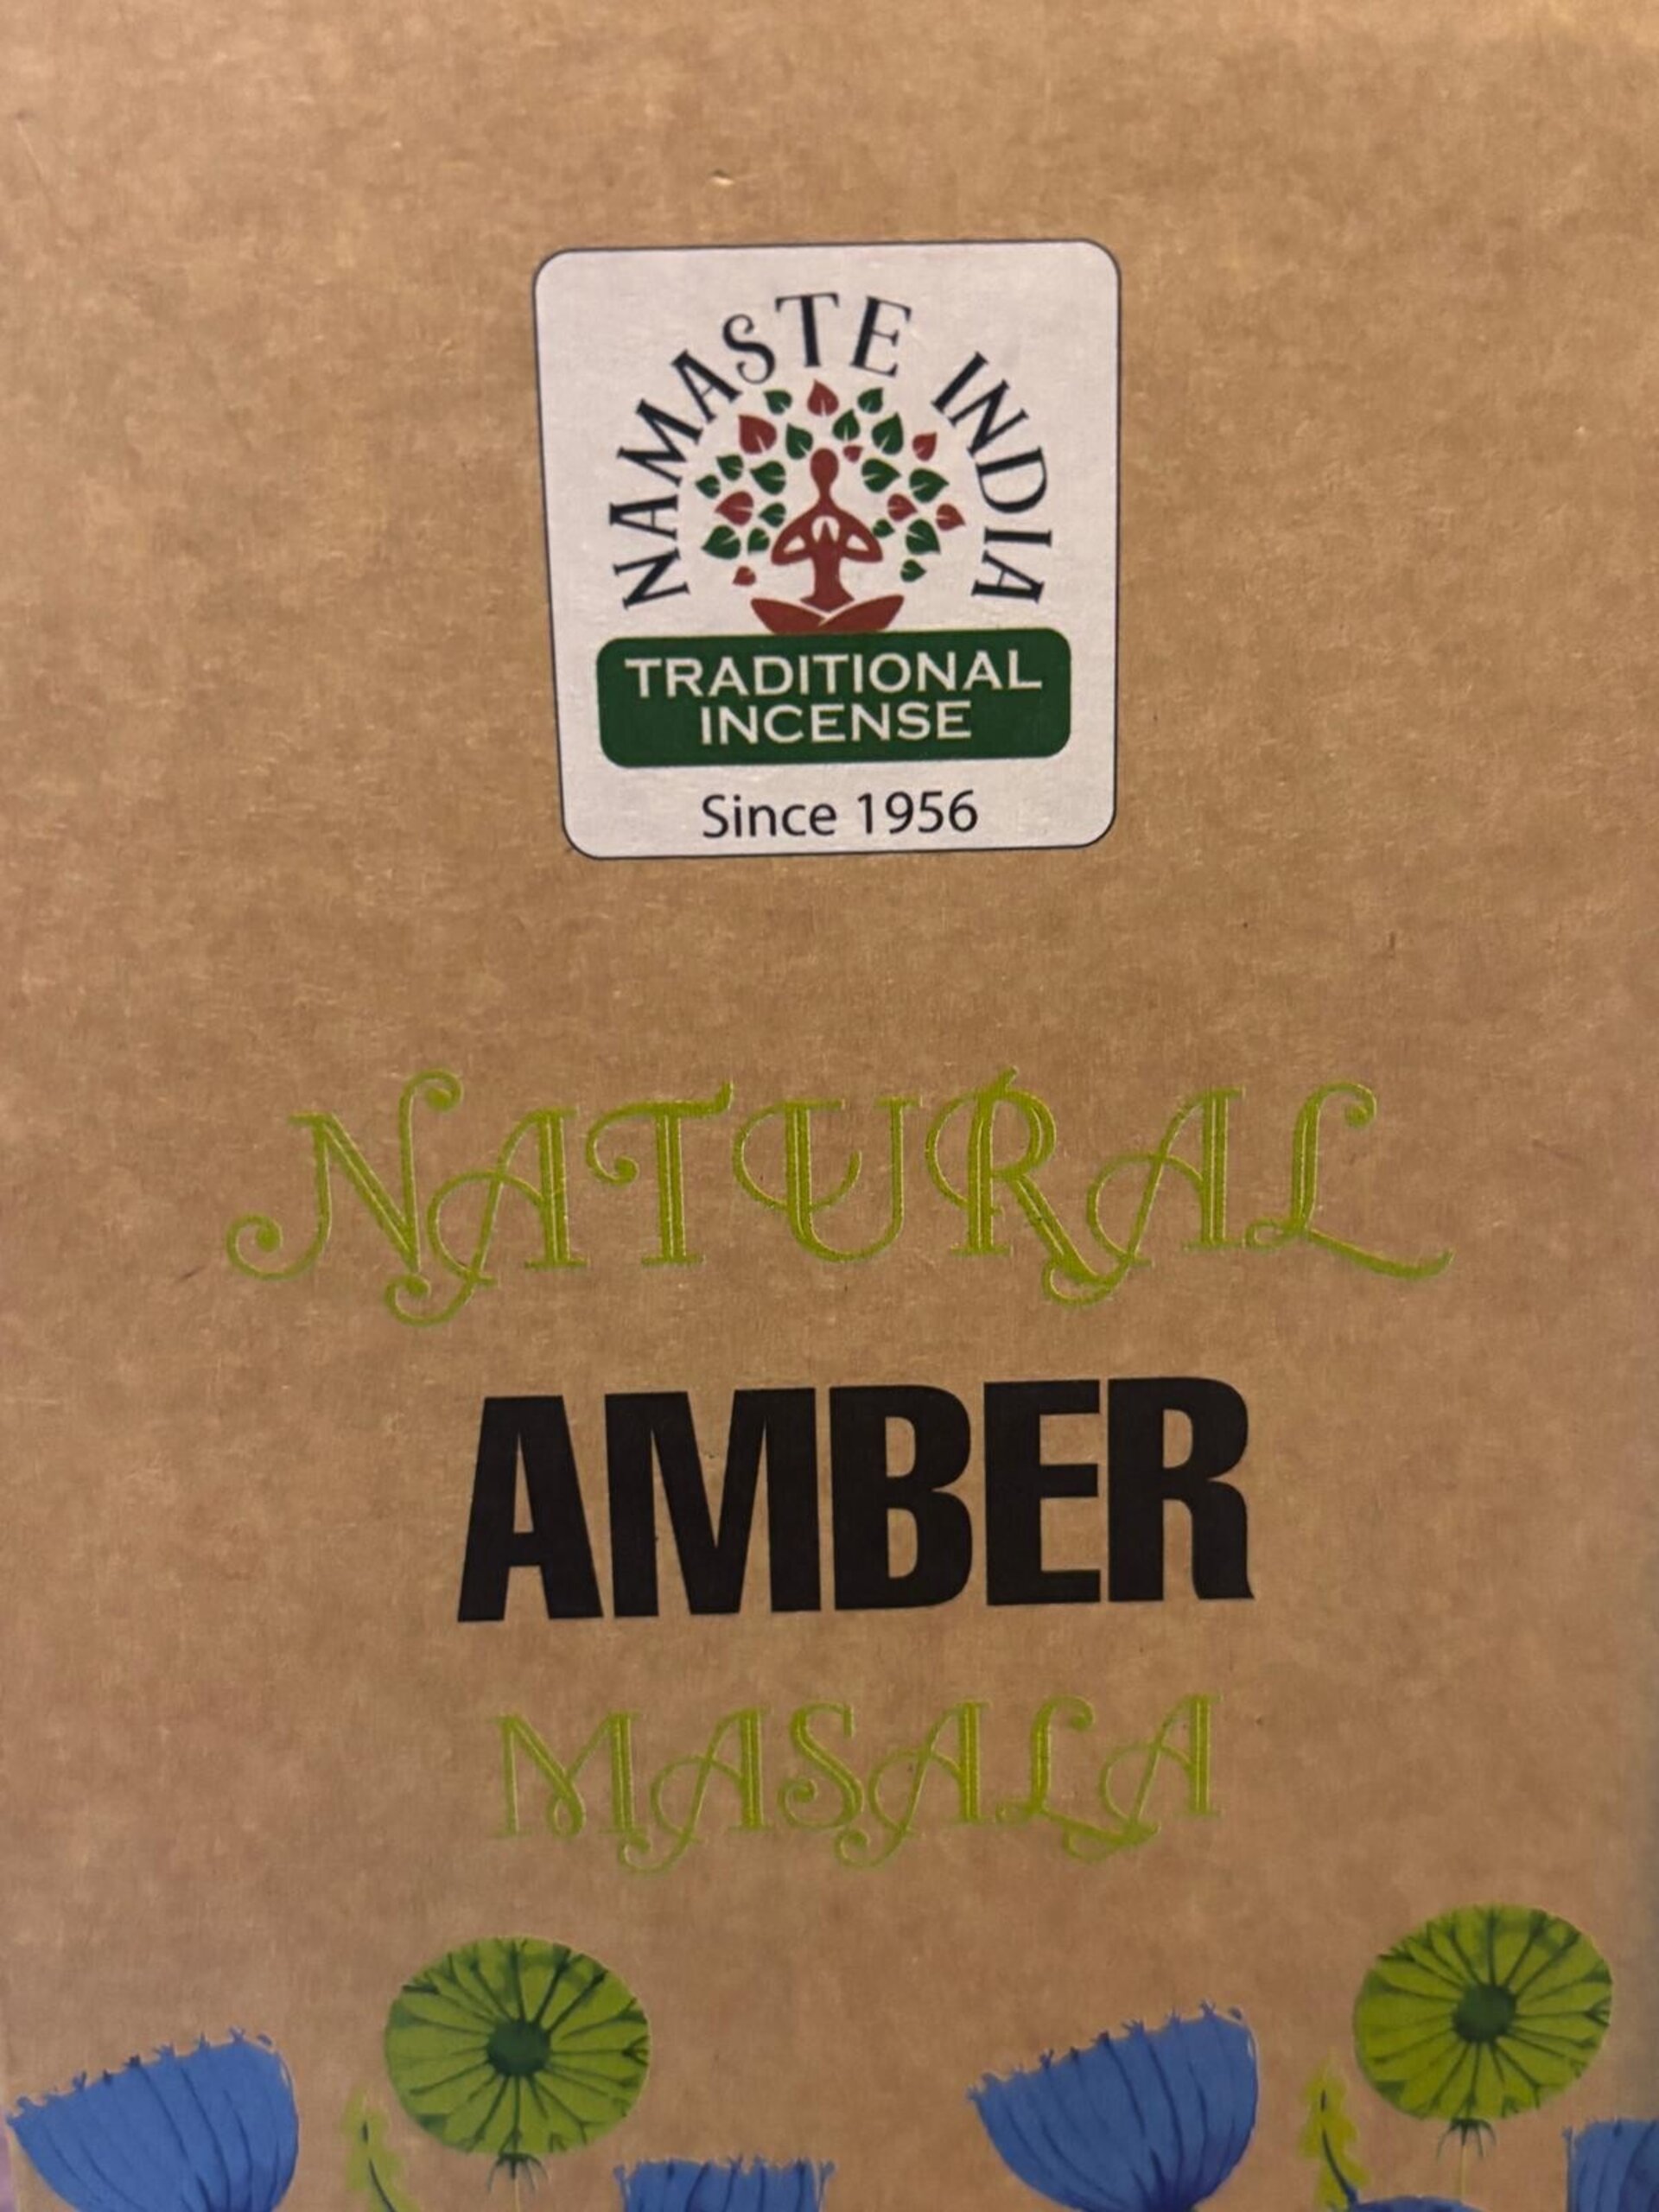 NAMASTE INDIA
TRADITIONAL
INCENSE
Since 1956
NATURAL
AMBER
MASALA